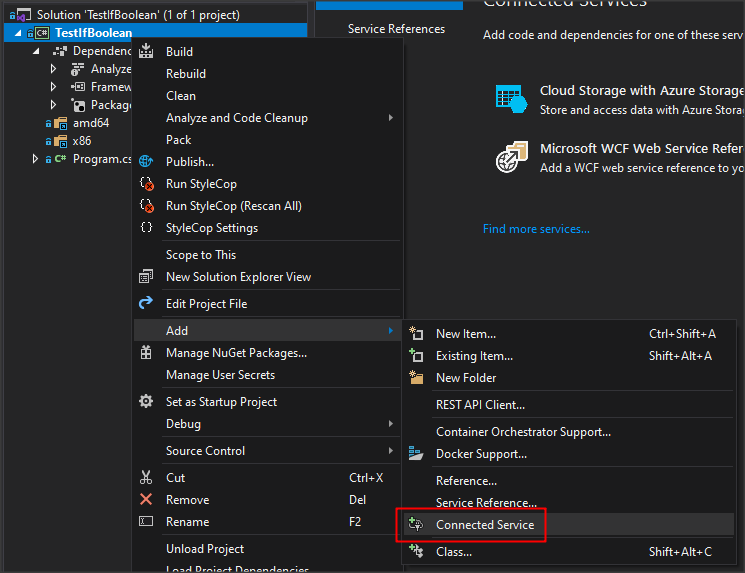 Solution 'TestIfBoolean' (1 of 1 project)
TestIfBoolean
Dependenc
Analyze
Framew
Package
amd64
x86
Program.cs
Build
Rebuild
Clean
Analyze and Code Cleanup
Pack
Publish...
Run StyleCop
Run StyleCop (Rescan All)
StyleCop Settings
Scope to This
New Solution Explorer View
Edit Project File
Add
Manage NuGet Packages...
Manage User Secrets
Set as Startup Project
Debug
Source Control
Cut Ctrl+X
Remove Del
Rename F2
Unload Project
Load Project Dependencies
Service References
Connected Services
Add code and dependencies for one of these serv
Cloud Storage with Azure Storage
Store and access data with Azure Storag
Microsoft WCF Web Service Refer
Add a WCF web service reference to yo
Find more services...
New Item... Ctrl+Shift+A
Existing Item... Shift+Alt+A
New Folder
REST API Client...
Container Orchestrator Support...
Docker Support...
Reference...
Service Reference...
Connected Service
Class... Shift+Alt+C